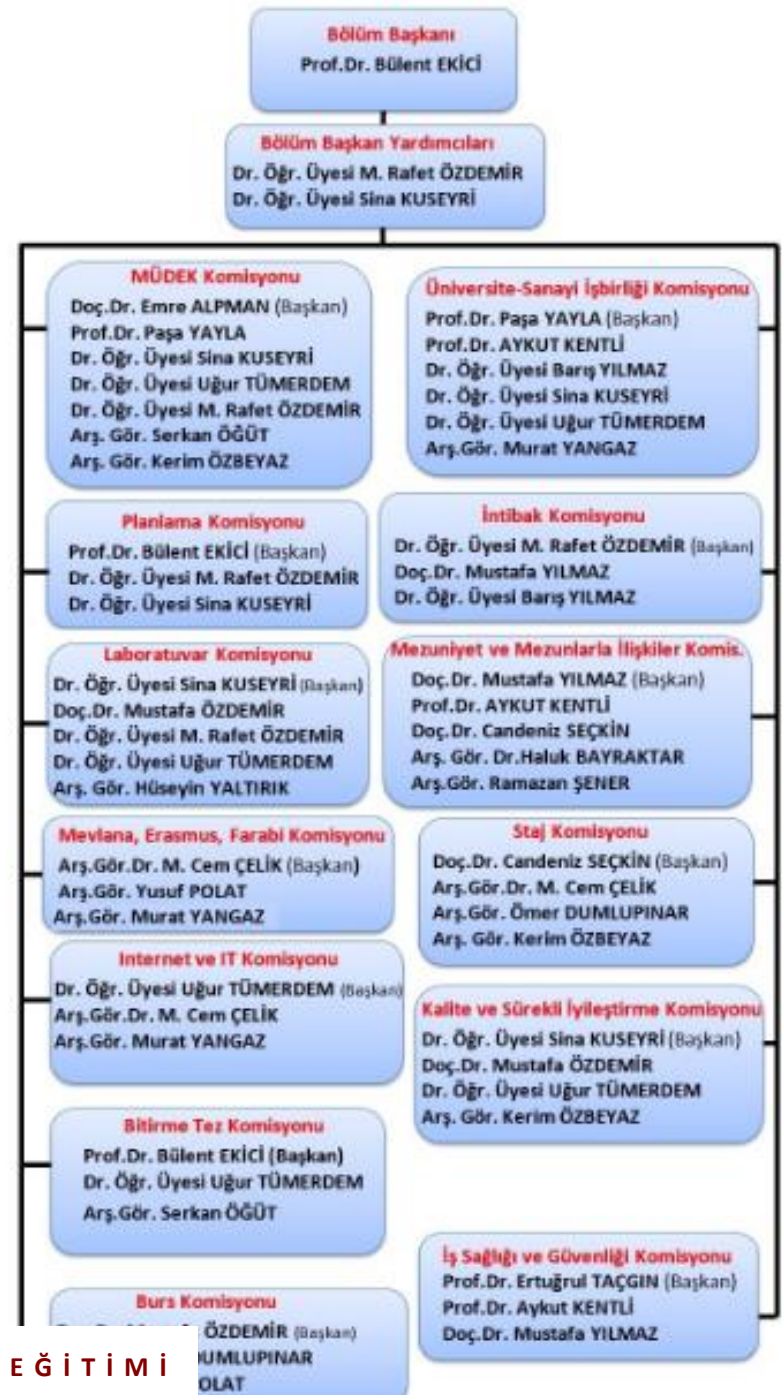 Bölüm Başkanı
Prof.Dr. Bülent EKİCİ
Bölüm Başkan Yardımcıları
Dr. Öğr. Üyesi M. Rafet ÖZDEMİR
Dr. Öğr. Üyesi Sina KUSEYRİ
MÜDEK Komisyonu
Doç.Dr. Emre ALPMAN (Başkan)
Prof.Dr. Paşa YAYLA
Dr. Öğr. Üyesi Sina KUSEYRİ
Dr. Öğr. Üyesi Uğur TÜMERDEM
Dr. Öğr. Üyesi M. Rafet ÖZDEMİR
Arş. Gör. Serkan ÖĞÜT
Arş. Gör. Kerim ÖZBEYAZ
Üniversite-Sanayi İşbirliği Komisyonu
Prof.Dr. Paşa YAYLA (Başkan)
Prof.Dr. AYKUT KENTLİ
Dr. Öğr. Üyesi Barış YILMAZ
Dr. Öğr. Üyesi Sina KUSEYRİ
Dr. Öğr. Üyesi Uğur TÜMERDEM
Arş.Gör. Murat YANGAZ
Planlama Komisyonu
Prof.Dr. Bülent EKİCİ (Başkan)
Dr. Öğr. Üyesi M. Rafet ÖZDEMİR
Dr. Öğr. Üyesi Sina KUSEYRİ
İntibak Komisyonu
Dr. Öğr. Üyesi M. Rafet ÖZDEMİR (Başkan)
Doç.Dr. Mustafa YILMAZ
Dr. Öğr. Üyesi Barış YILMAZ
Laboratuvar Komisyonu
Dr. Öğr. Üyesi Sina KUSEYRİ (Başkan)
Doç.Dr. Mustafa ÖZDEMİR
Dr. Öğr. Üyesi M. Rafet ÖZDEMİR
Dr. Öğr. Üyesi Uğur TÜMERDEM
Arş. Gör. Hüseyin YALTIRIK
Mezuniyet ve Mezunlarla İlişkiler Komis.
Doç.Dr. Mustafa YILMAZ (Başkan)
Prof.Dr. AYKUT KENTLİ
Doç.Dr. Candeniz SEÇKİN
Arş. Gör. Dr.Haluk BAYRAKTAR
Arş.Gör. Ramazan ŞENER
Mevlana, Erasmus, Farabi Komisyonu
Arş.Gör.Dr. M. Cem ÇELİK (Başkan)
Arş.Gör. Yusuf POLAT
Arş.Gör. Murat YANGAZ
Staj Komisyonu
Doç.Dr. Candeniz SEÇKİN (Başkan)
Arş.Gör.Dr. M. Cem ÇELİK
Arş.Gör. Ömer DUMLUPINAR
Arş. Gör. Kerim ÖZBEYAZ
Internet ve IT Komisyonu
Dr. Öğr. Üyesi Uğur TÜMERDEM (Başkan)
Arş.Gör.Dr. M. Cem ÇELİK
Arş.Gör. Murat YANGAZ
Kalite ve Sürekli İyileştirme Komisyonu
Dr. Öğr. Üyesi Sina KUSEYRİ (Başkan)
Doç.Dr. Mustafa ÖZDEMİR
Dr. Öğr. Üyesi Uğur TÜMERDEM
Arş. Gör. Kerim ÖZBEYAZ
Bitirme Tez Komisyonu
Prof.Dr. Bülent EKİCİ (Başkan)
Dr. Öğr. Üyesi Uğur TÜMERDEM
Arş.Gör. Serkan ÖĞÜT
İş Sağlığı ve Güvenliği Komisyonu
Prof.Dr. Ertuğrul TAÇGIN (Başkan)
Prof.Dr. Aykut KENTLİ
Doç.Dr. Mustafa YILMAZ
Burs Komisyonu
ÖZDEMİR (Başkan)
DUMLUPINAR
OLAT
EĞİTİMİ